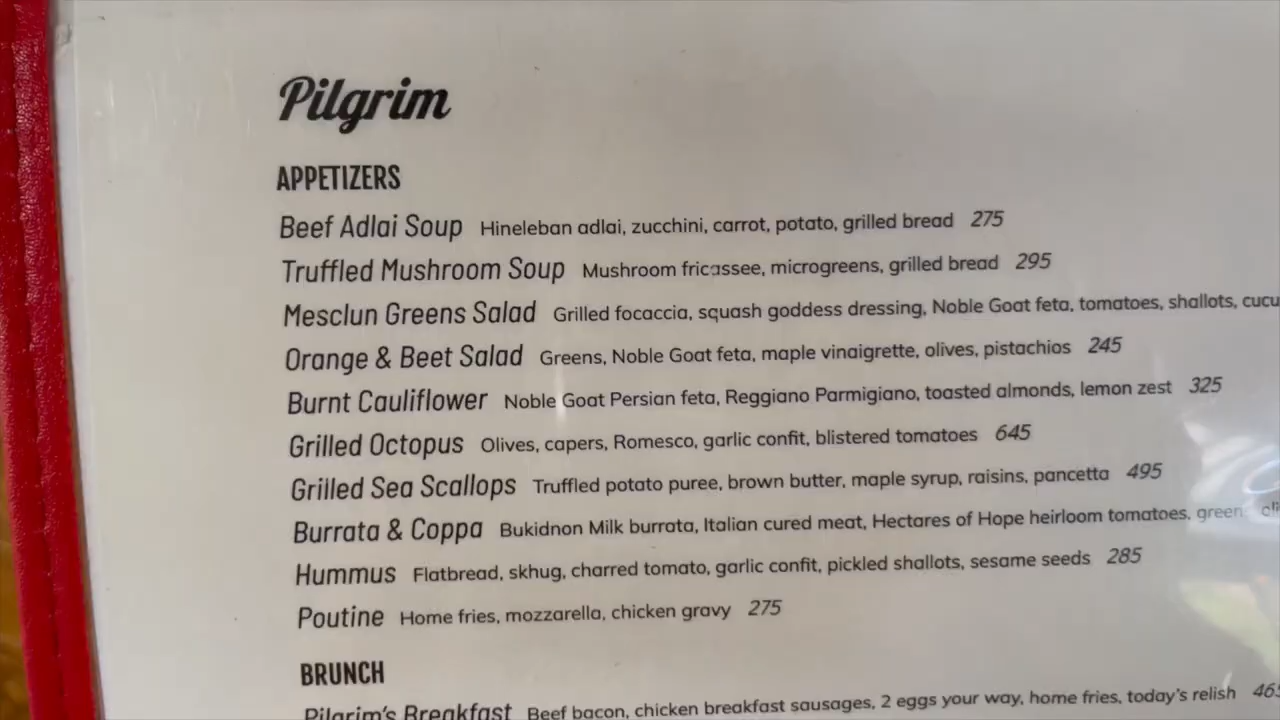 Pilgrim
APPETIZERS
Beef Adlai Soup Hineleban adlai, zucchini, carrot, potato, grilled bread 275
Truffled Mushroom Soup Mushroom fricassee, microgreens, grilled bread 295
Mesclun Greens Salad Grilled focaccia, squash goddess dressing, Noble Goat feta, tomatoes, shallots,
Orange & Beet Salad Greens, Noble Goat feta, maple vinaigrette, olives, pistachios 245
Burnt Cauliflower Noble Goat Persian feta, Reggiano Parmigiano, toasted almonds, lemon zest 325
Grilled Octopus Olives, capers, Romesco, garlic confit, blistered tomatoes 645
Grilled Sea Scallops Truffled potato puree, brown butter, maple syrup, raisins, pancetta 495
Burrata & Coppa Bukidnon Milk burrata, Italian cured meat, Hectares of Hope heirloom tomatoes,
Hummus Flatbread, skhug, charred tomato, garlic confit, pickled shallots, sesame seeds 285
Poutine Home fries, mozzarella, chicken gravy 275
BRUNCH
Pilgrim's Breakfast Beef bacon, chicken breakfast sausages, 2 eggs your way, home fries, today's relish 465